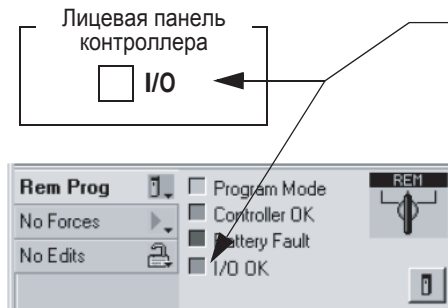 Лицевая панель
контроллера
I/O
Rem Prog
No Forces
No Edits
Program Mode
Controller OK
Battery Fault
I/O OK
REM